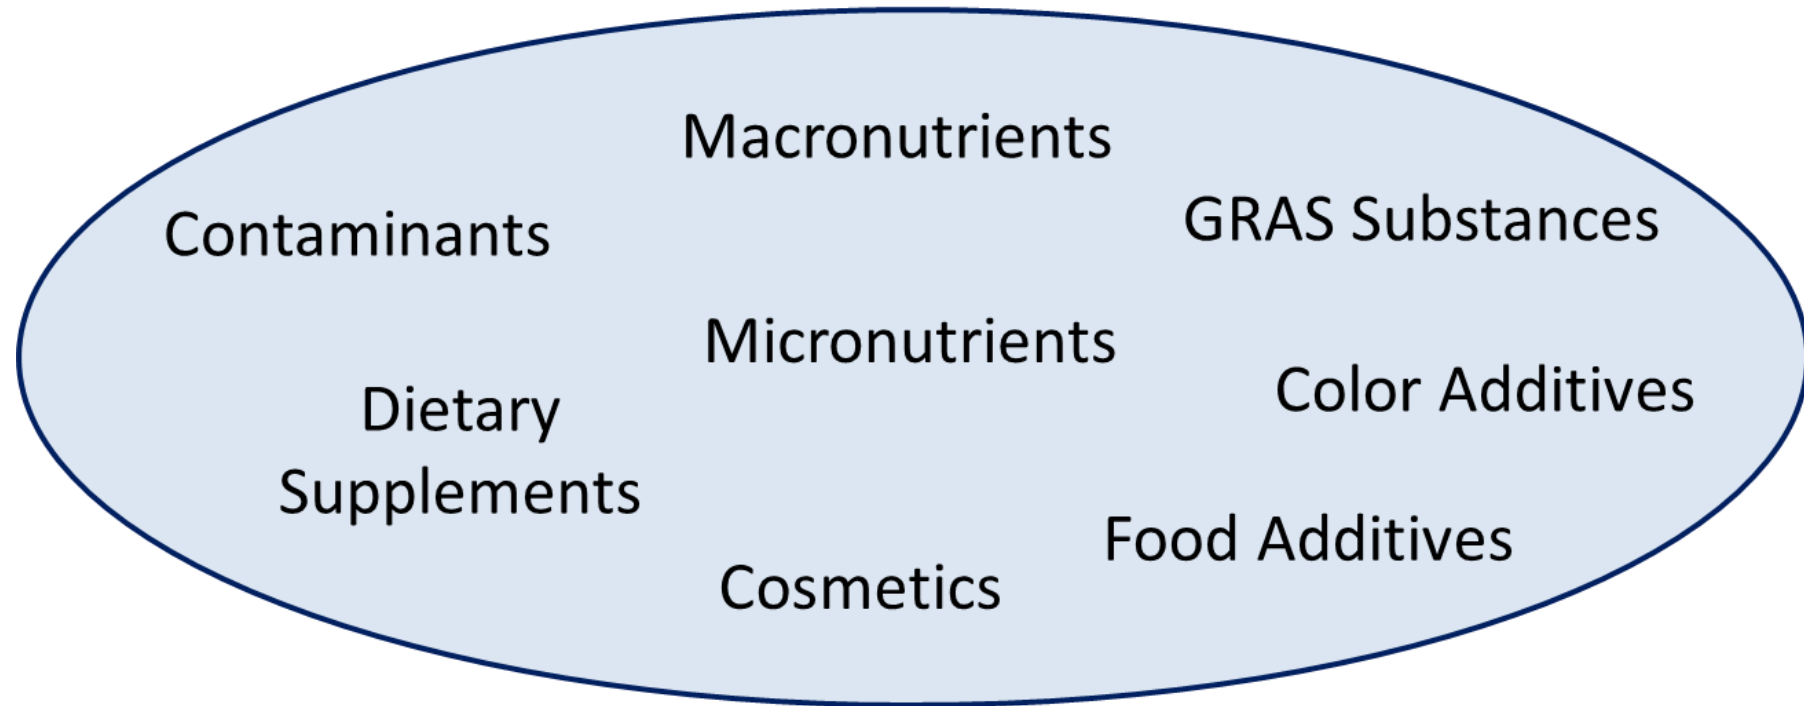 Macronutrients
Contaminants
GRAS Substances
Micronutrients
Dietary
Supplements
Color Additives
Food Additives
Cosmetics